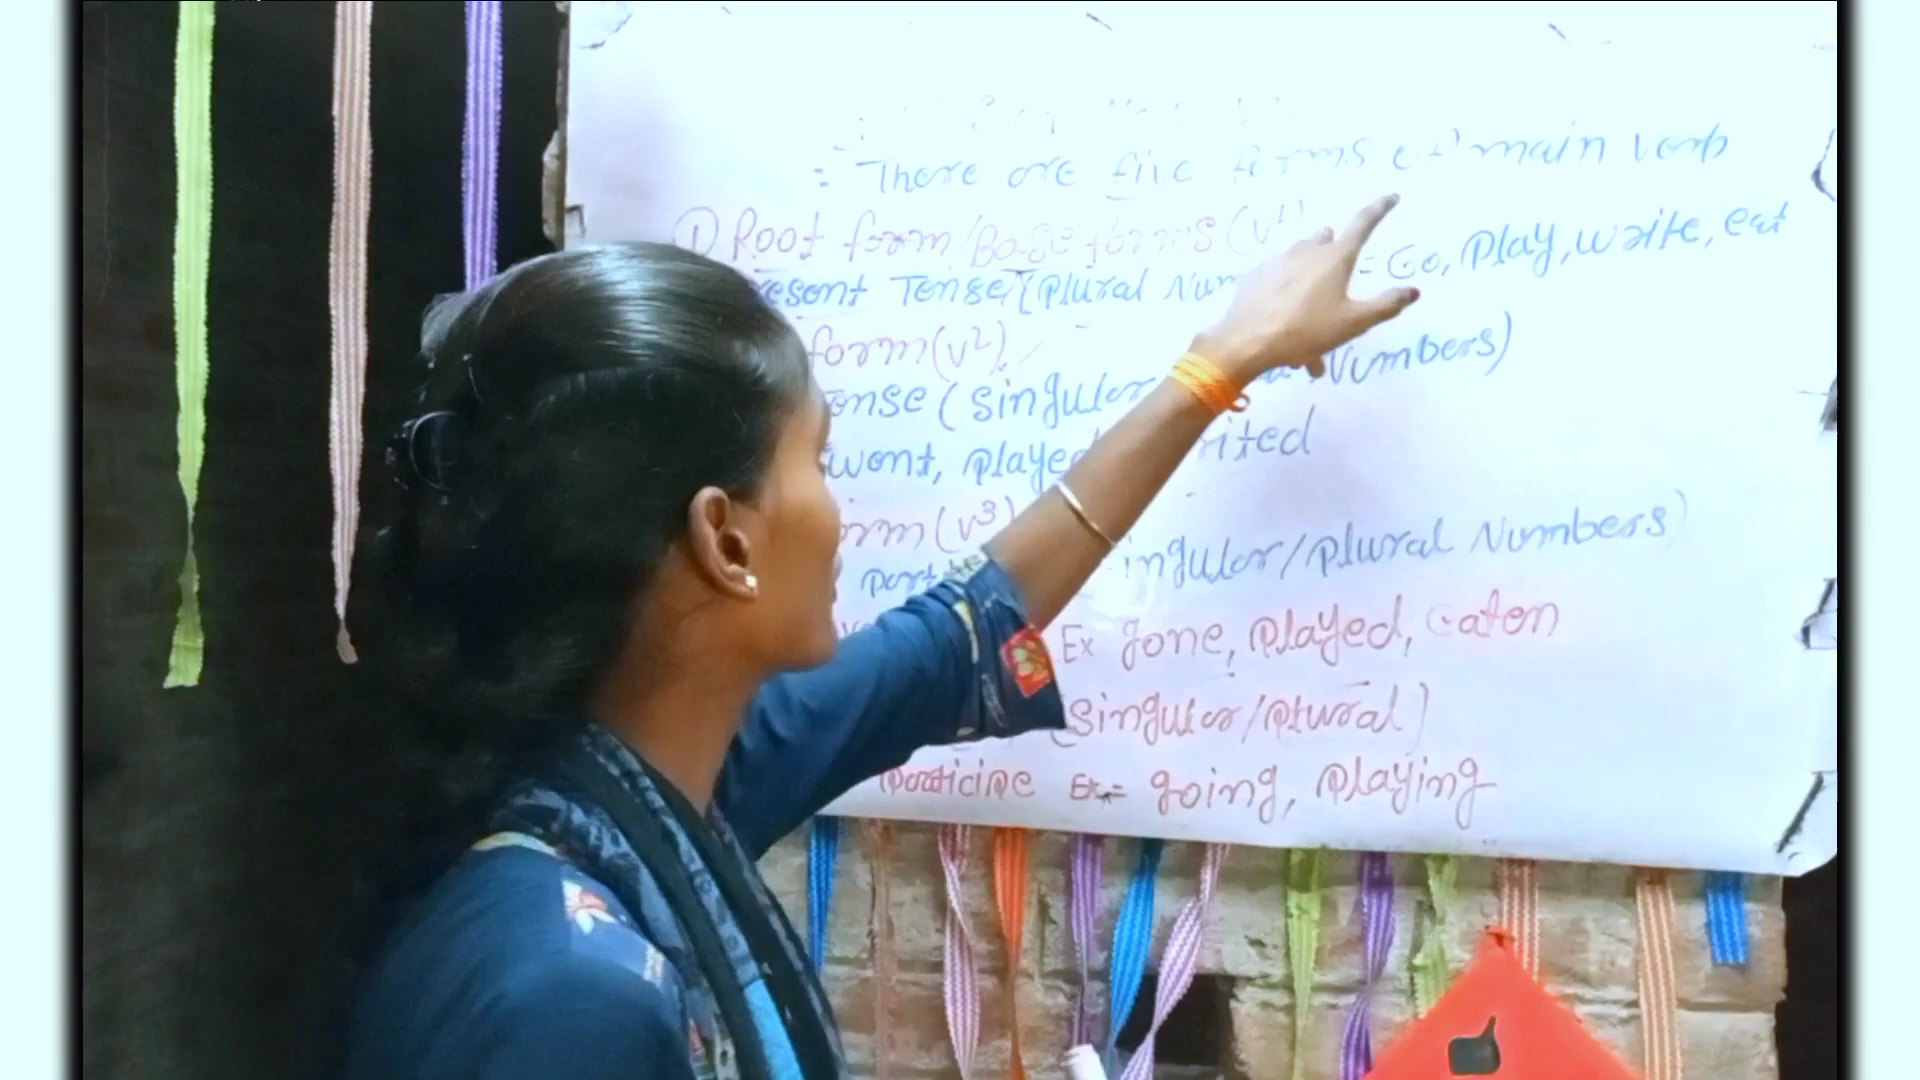 = There are five forms of main verb
① Root form/Base forms (v¹) = Go, Play, write, eat
Present Tense (Plural Num
form (v²)
Tense (Singular Numbers)
went, played
form (v³)
Singular/plural Numbers)
Ex gone, played, eaten
(Singular/plural)
participe Ex = going, playing